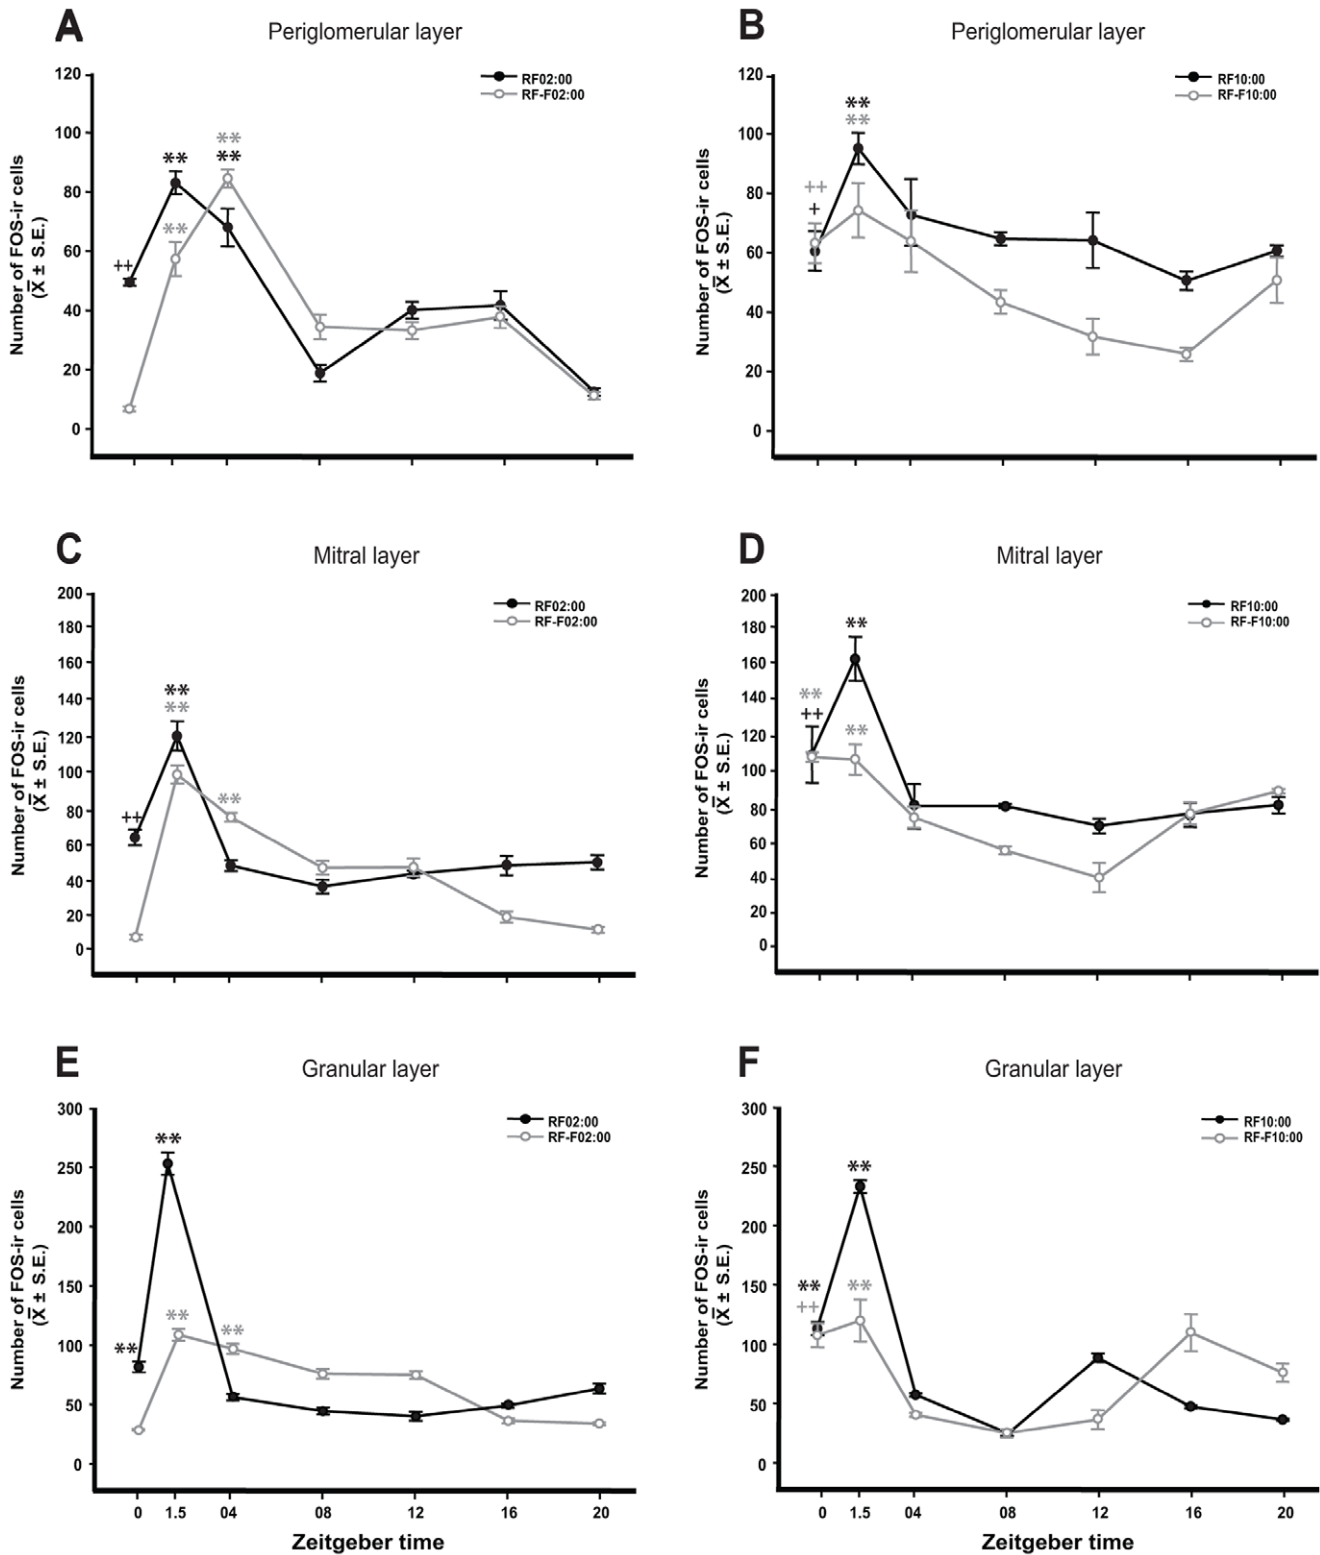 A
Periglomerular layer
RF02:00
RF-F02:00
120
100
80
60
40
20
0
Number of FOS-ir cells
(X̅ ± S.E.)
**
**
**
**
++
B
Periglomerular layer
RF10:00
RF-F10:00
120
100
80
60
40
20
0
Number of FOS-ir cells
(X̅ ± S.E.)
**
**
++
+
C
Mitral layer
RF02:00
RF-F02:00
200
180
160
140
120
100
80
60
40
20
0
Number of FOS-ir cells
(X̅ ± S.E.)
**
**
**
++
D
Mitral layer
RF10:00
RF-F10:00
200
180
160
140
120
100
80
60
40
20
0
Number of FOS-ir cells
(X̅ ± S.E.)
**
**
++
**
E
Granular layer
RF02:00
RF-F02:00
300
250
200
150
100
50
0
Number of FOS-ir cells
(X̅ ± S.E.)
**
**
**
**
0 1.5 04 08 12 16 20
Zeitgeber time
F
Granular layer
RF10:00
RF-F10:00
300
250
200
150
100
50
0
Number of FOS-ir cells
(X̅ ± S.E.)
**
**
**
++
0 1.5 04 08 12 16 20
Zeitgeber time